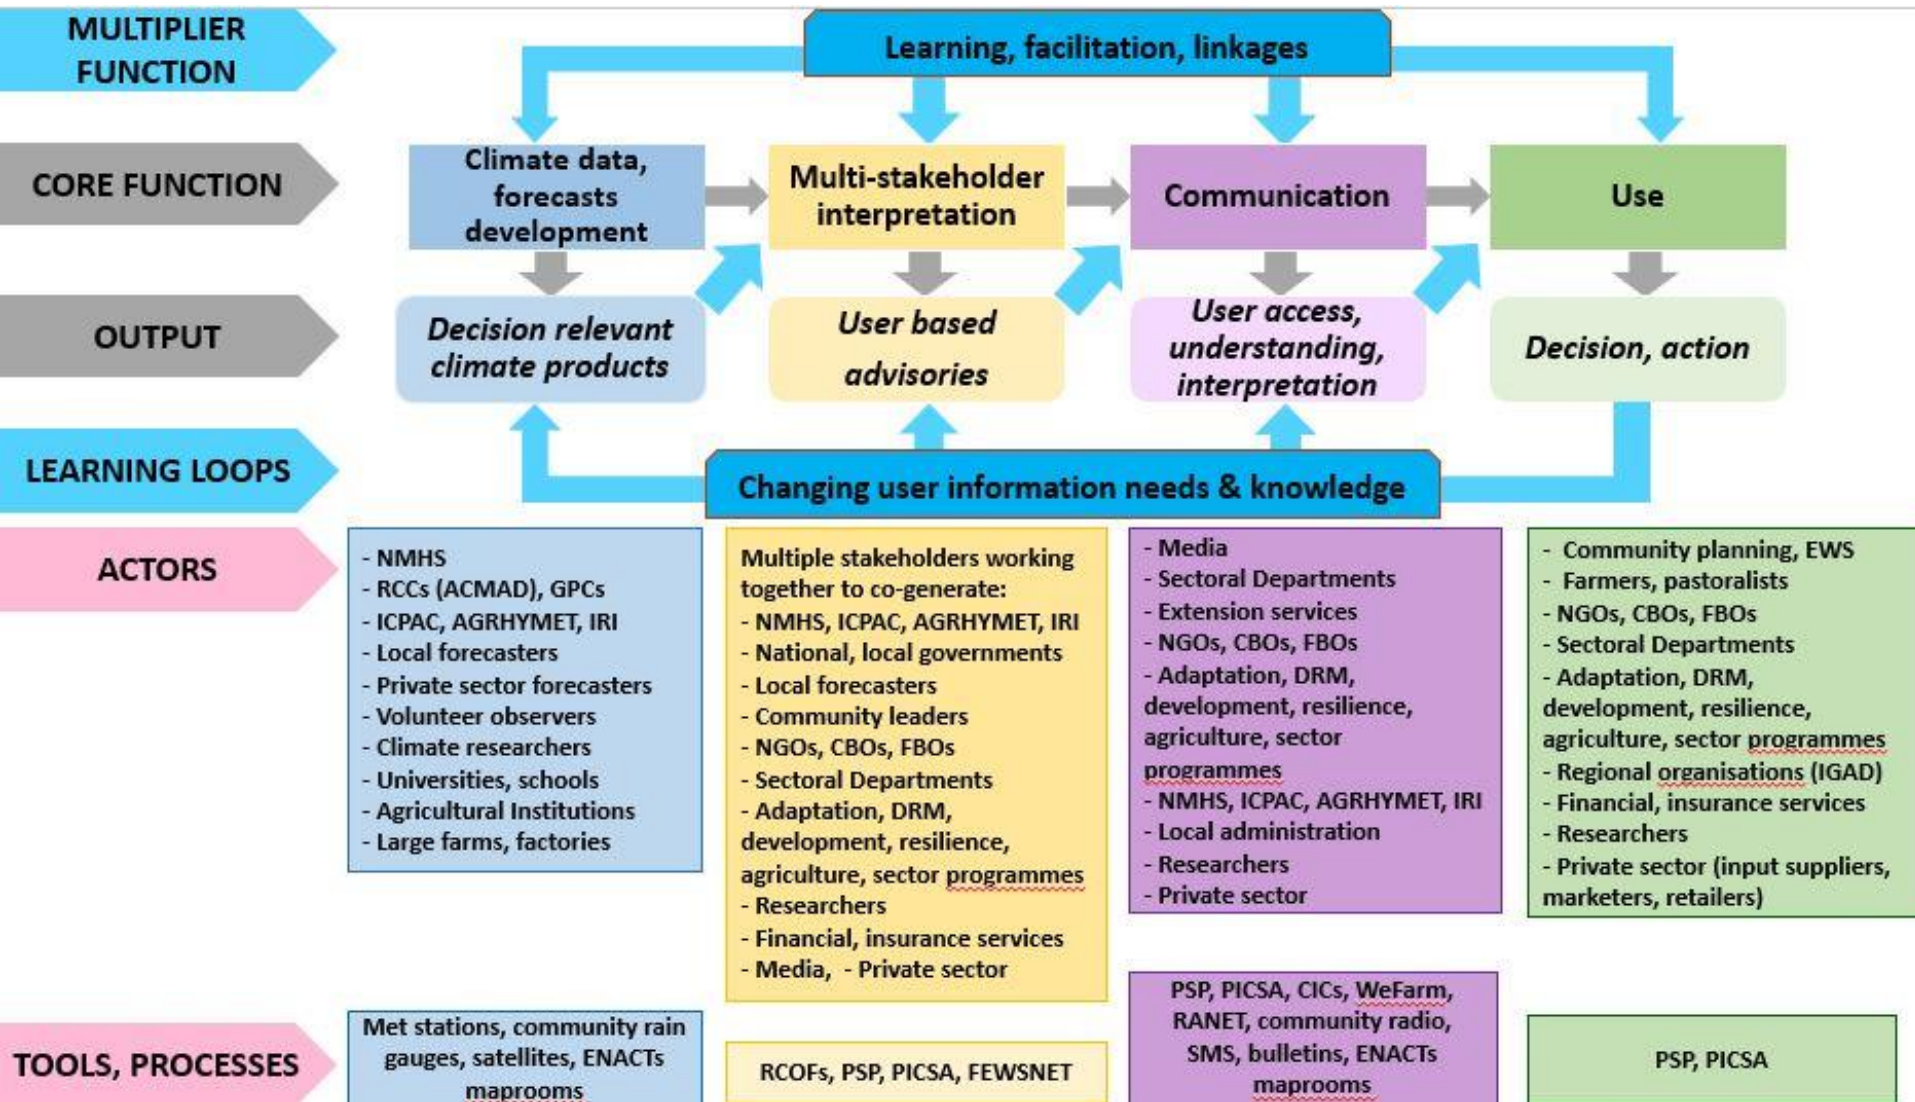 MULTIPLIER
FUNCTION
Learning, facilitation, linkages
CORE FUNCTION
Climate data,
forecasts
development
Multi-stakeholder
interpretation
Communication
Use
OUTPUT
Decision relevant
climate products
User based
advisories
User access,
understanding,
interpretation
Decision, action
LEARNING LOOPS
Changing user information needs & knowledge
ACTORS
- NMHS
- RCCs (ACMAD), GPCs
- ICPAC, AGRHYMET, IRI
- Local forecasters
- Private sector forecasters
- Volunteer observers
- Climate researchers
- Universities, schools
- Agricultural Institutions
- Large farms, factories
Multiple stakeholders working
together to co-generate:
- NMHS, ICPAC, AGRHYMET, IRI
- National, local governments
- Local forecasters
- Community leaders
- NGOs, CBOs, FBOs
- Sectoral Departments
- Adaptation, DRM,
development, resilience,
agriculture, sector programmes
- Researchers
- Financial, insurance services
- Media,  - Private sector
- Media
- Sectoral Departments
- Extension services
- NGOs, CBOs, FBOs
- Adaptation, DRM,
development, resilience,
agriculture, sector
programmes
- NMHS, ICPAC, AGRHYMET, IRI
- Local administration
- Researchers
- Private sector
- Community planning, EWS
- Farmers, pastoralists
- NGOs, CBOs, FBOs
- Sectoral Departments
- Adaptation, DRM,
development, resilience,
agriculture, sector programmes
- Regional organisations (IGAD)
- Financial, insurance services
- Researchers
- Private sector (input suppliers,
marketers, retailers)
TOOLS, PROCESSES
Met stations, community rain
gauges, satellites, ENACTs
maprooms
RCOFs, PSP, PICSA, FEWSNET
PSP, PICSA, CICs, WeFarm,
RANET, community radio,
SMS, bulletins, ENACTs
maprooms
PSP, PICSA